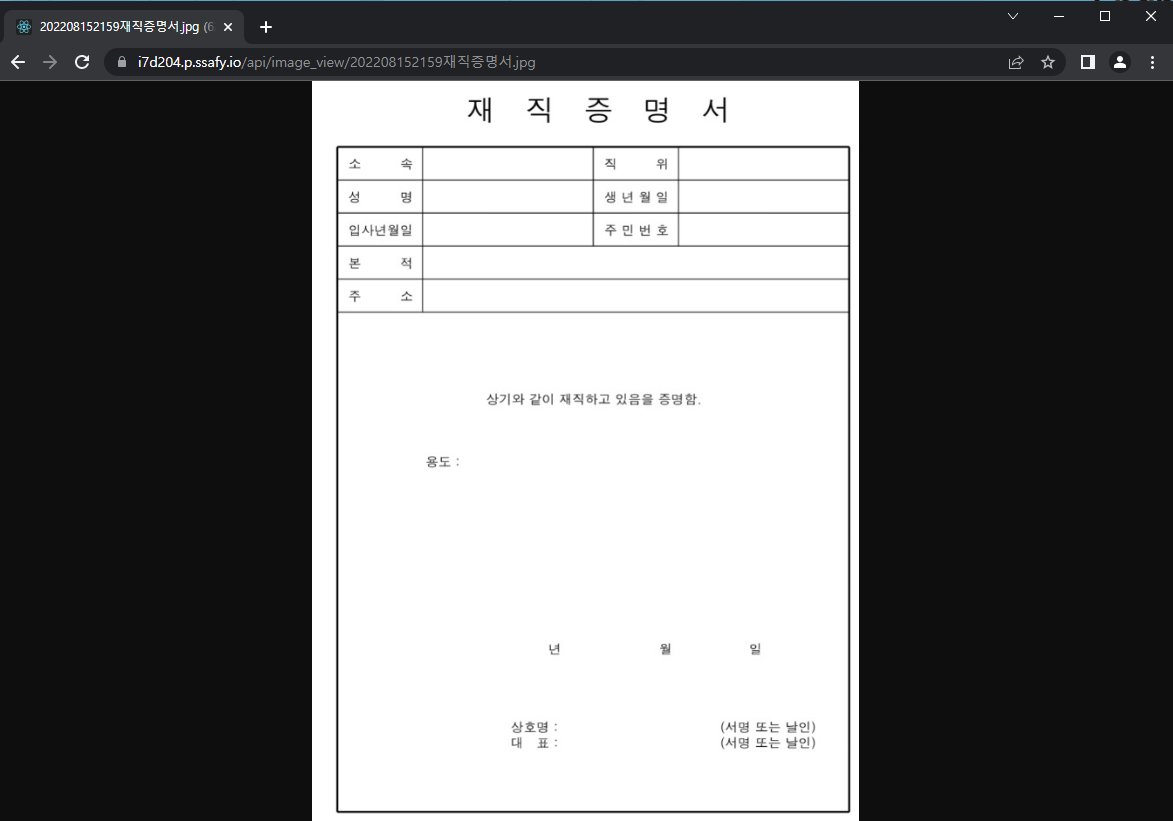 202208152159재직증명서.jpg (6
i7d204.p.ssafy.io/api/image_view/202208152159재직증명서.jpg
재 직 증 명 서
소 속 직 위
성 명 생 년 월 일
입사년월일 주 민 번 호
본 적
주 소
상기와 같이 재직하고 있음을 증명함.
용도 :
년 월 일
상호명 : (서명 또는 날인)
대 표 : (서명 또는 날인)